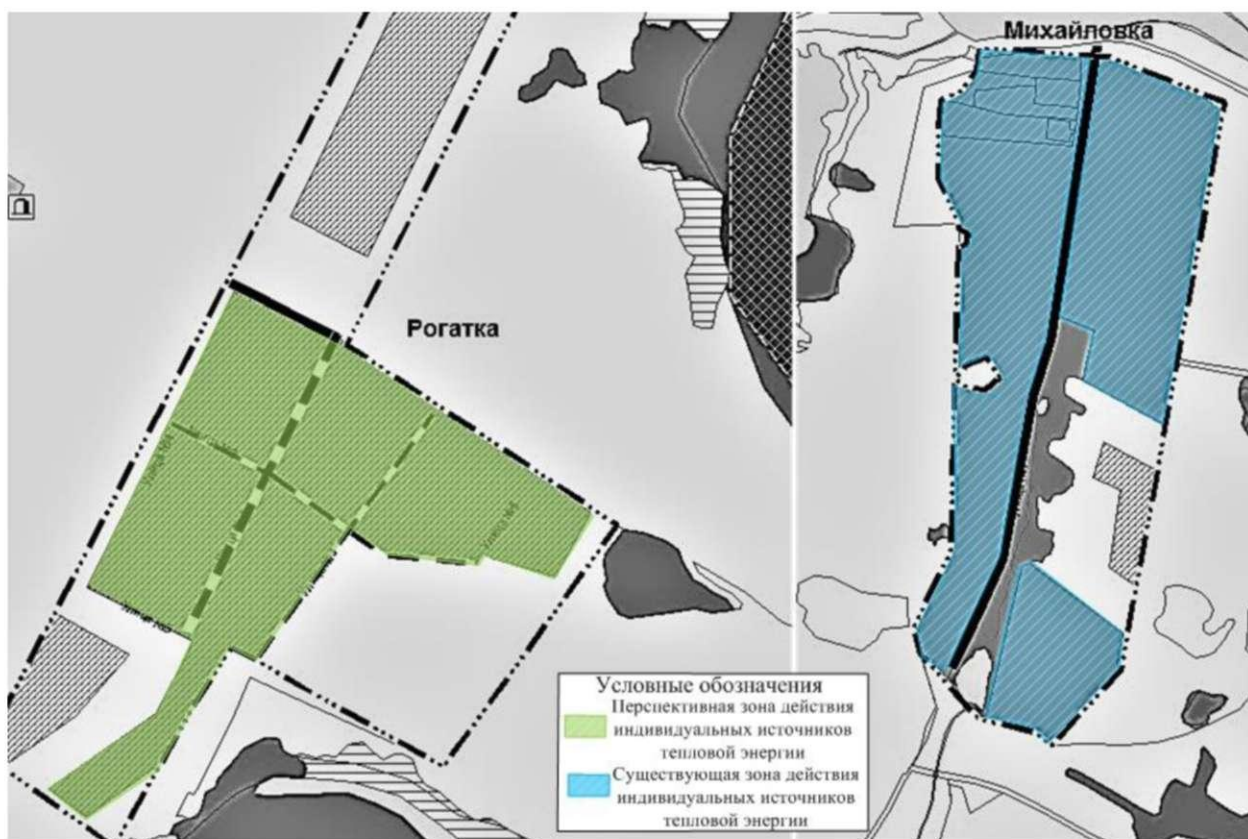 Михайловка
Рогатка
Условные обозначения
Перспективная зона действия
индивидуальных источников
тепловой энергии
Существующая зона действия
индивидуальных источников
тепловой энергии